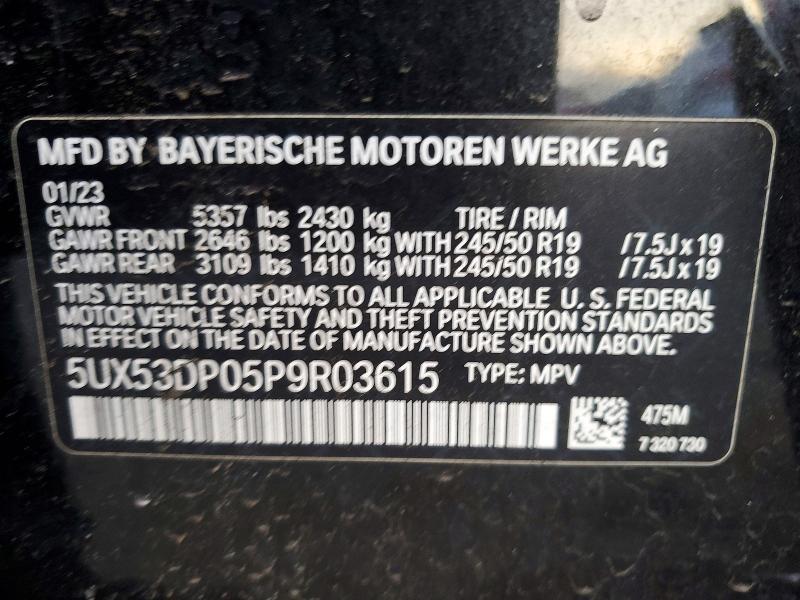 MFD BY BAYERISCHE MOTOREN WERKE AG
01/23
GVWR 5357 lbs 2430 kg TIRE / RIM
GAWR FRONT 2646 lbs 1200 kg WITH 245/50 R19 /7.5J x 19
GAWR REAR 3109 lbs 1410 kg WITH 245/50 R19 /7.5J x 19
THIS VEHICLE CONFORMS TO ALL APPLICABLE U. S. FEDERAL
MOTOR VEHICLE SAFETY AND THEFT PREVENTION STANDARDS
IN EFFECT ON THE DATE OF MANUFACTURE SHOWN ABOVE.
5UX53DP05P9R03615 TYPE: MPV
475M
7 320 730